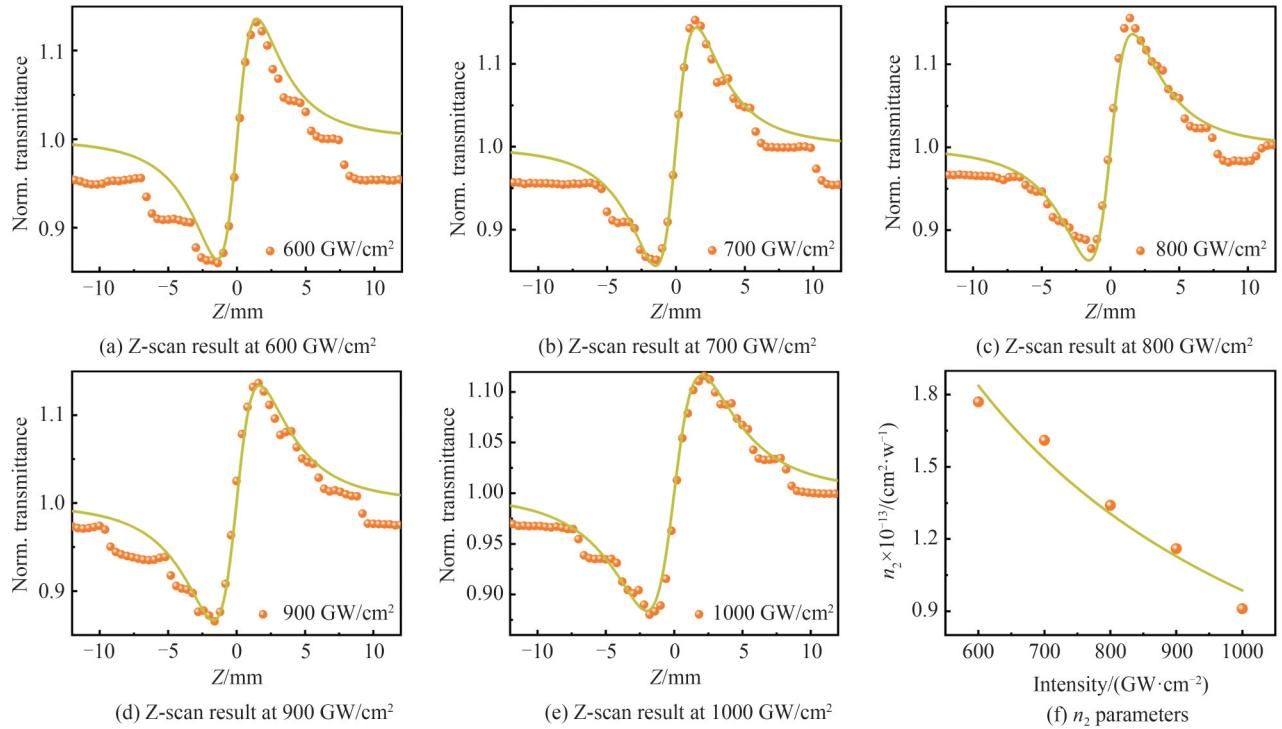 1.1
1.0
0.9
Norm. transmittance
600 GW/cm²
−10 −5 0 5 10
Z/mm
(a) Z-scan result at 600 GW/cm²
1.1
1.0
0.9
Norm. transmittance
700 GW/cm²
−10 −5 0 5 10
Z/mm
(b) Z-scan result at 700 GW/cm²
1.1
1.0
0.9
Norm. transmittance
800 GW/cm²
−10 −5 0 5 10
Z/mm
(c) Z-scan result at 800 GW/cm²
1.1
1.0
0.9
Norm. transmittance
900 GW/cm²
−10 −5 0 5 10
Z/mm
(d) Z-scan result at 900 GW/cm²
1.10
1.05
1.00
0.95
0.90
Norm. transmittance
1000 GW/cm²
−10 −5 0 5 10
Z/mm
(e) Z-scan result at 1000 GW/cm²
1.8
1.5
1.2
0.9
n₂×10⁻¹³/(cm²·w⁻¹)
600 700 800 900 1000
Intensity/(GW·cm⁻²)
(f) n₂ parameters